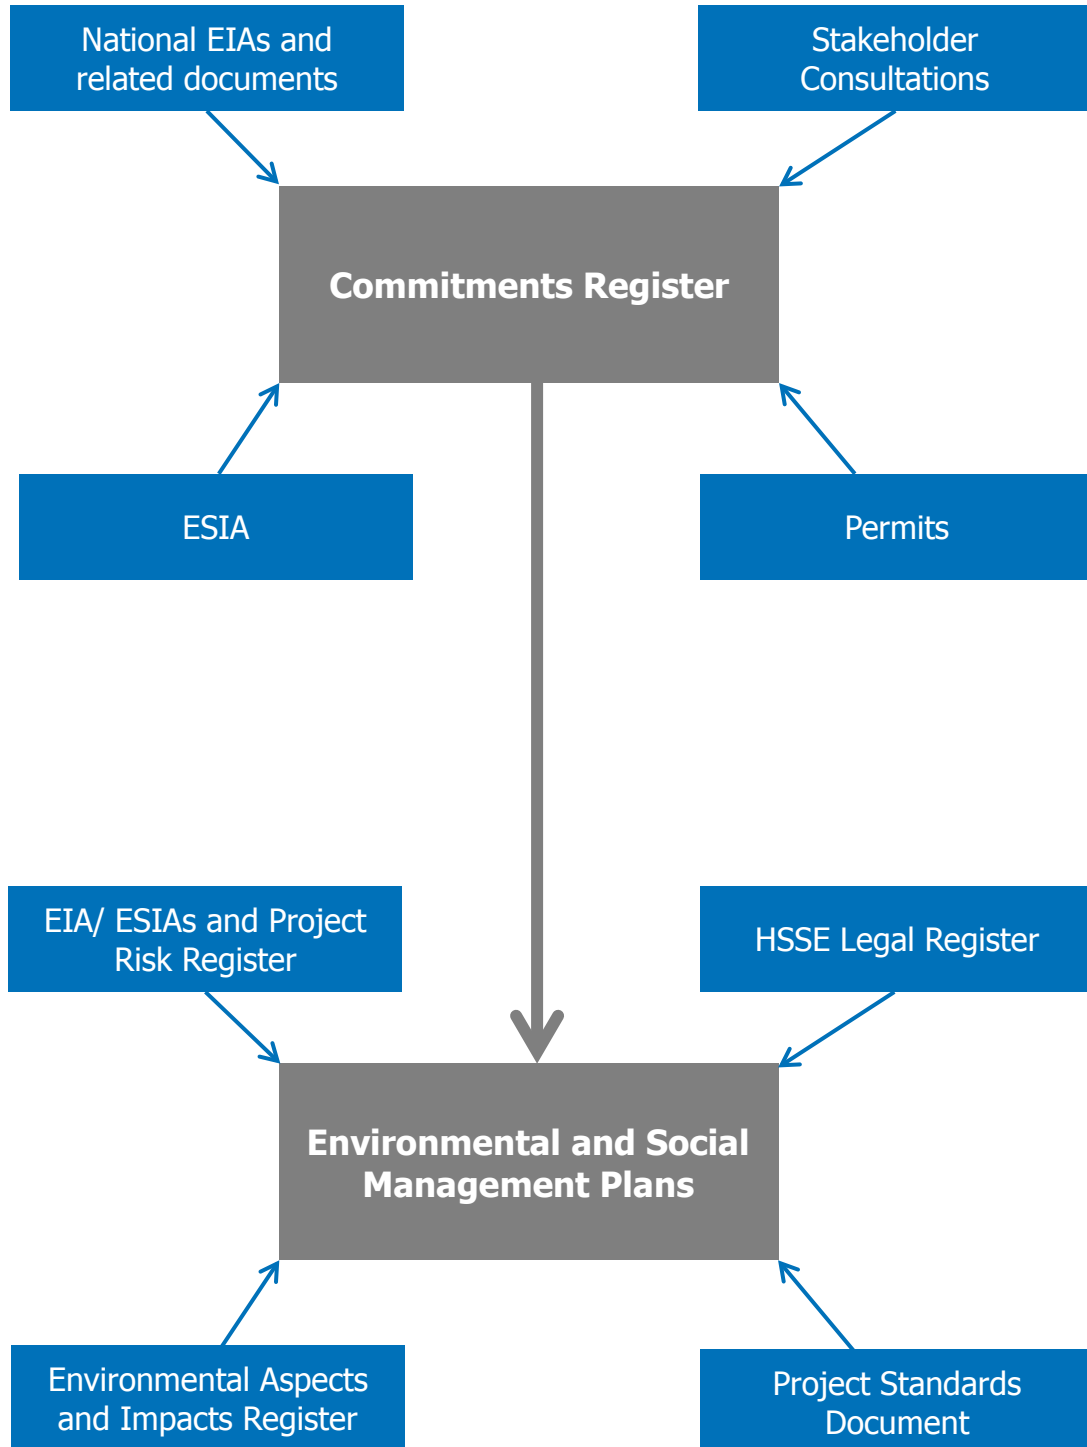 National EIAs and
related documents
Stakeholder
Consultations
Commitments Register
ESIA
Permits
EIA/ ESIAs and Project
Risk Register
HSSE Legal Register
Environmental and Social
Management Plans
Environmental Aspects
and Impacts Register
Project Standards
Document